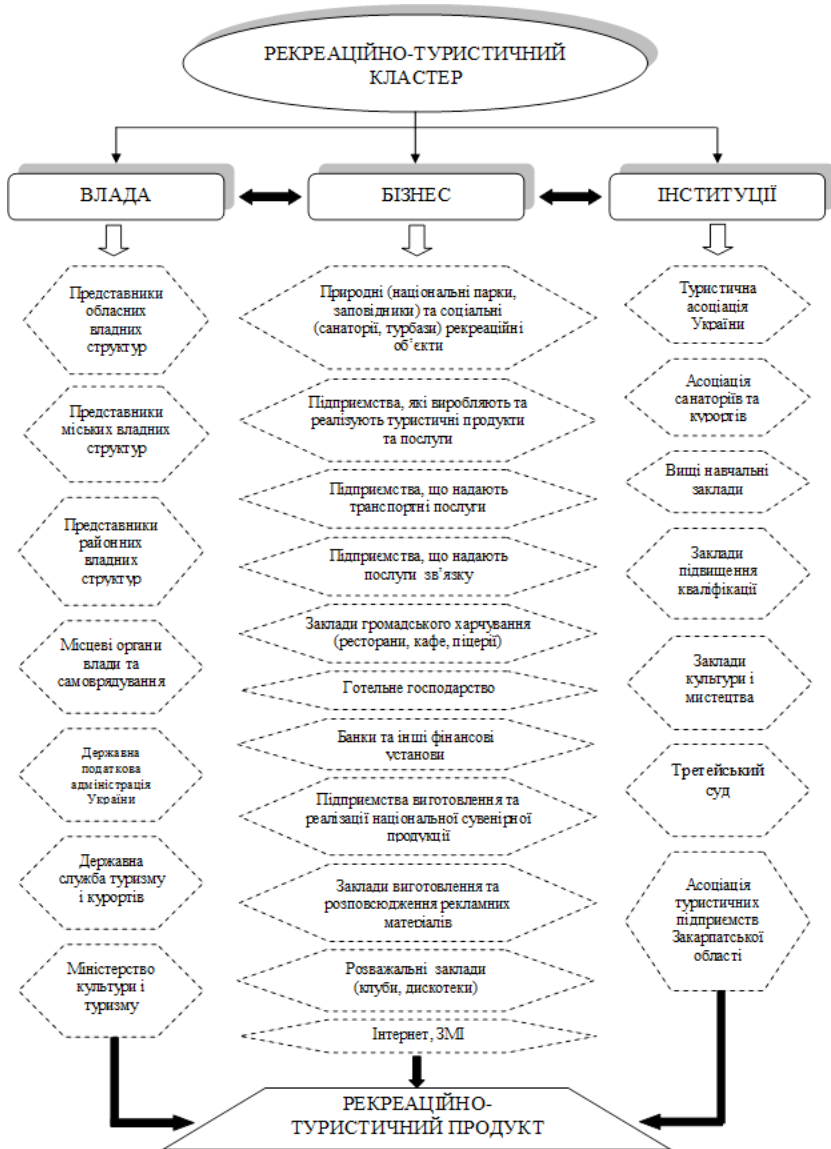 РЕКРЕАЦІЙНО-ТУРИСТИЧНИЙ
КЛАСТЕР
ВЛАДА
БІЗНЕС
ІНСТИТУЦІЇ
Представники
обласних
владних
структур
Представники
міських владних
структур
Представники
районних
владних
структур
Місцеві органи
влади та
самоврядування
Державна
податкова
адміністрація
України
Державна
служба туризму
і курортів
Міністерство
культури і
туризму
Природні (національні парки,
заповідники) та соціальні
(санаторії, турбази) рекреаційні
об’єкти
Підприємства, які виробляють та
реалізують туристичні продукти
та послуги
Підприємства, що надають
транспортні послуги
Підприємства, що надають
послуги зв’язку
Заклади громадського харчування
(ресторани, кафе, піцерії)
Готельне господарство
Банки та інші фінансові
установи
Підприємства виготовлення та
реалізації національної сувенірної
продукції
Заклади виготовлення та
розповсюдження рекламних
матеріалів
Розважальні заклади
(клуби, дискотеки)
Інтернет, ЗМІ
Туристична
асоціація
України
Асоціація
санаторіїв та
курортів
Вищі навчальні
заклади
Заклади
підвищення
кваліфікації
Заклади
культури і
мистецтва
Третейський
суд
Асоціація
туристичних
підприємств
Закарпатської
області
РЕКРЕАЦІЙНО-
ТУРИСТИЧНИЙ ПРОДУКТ